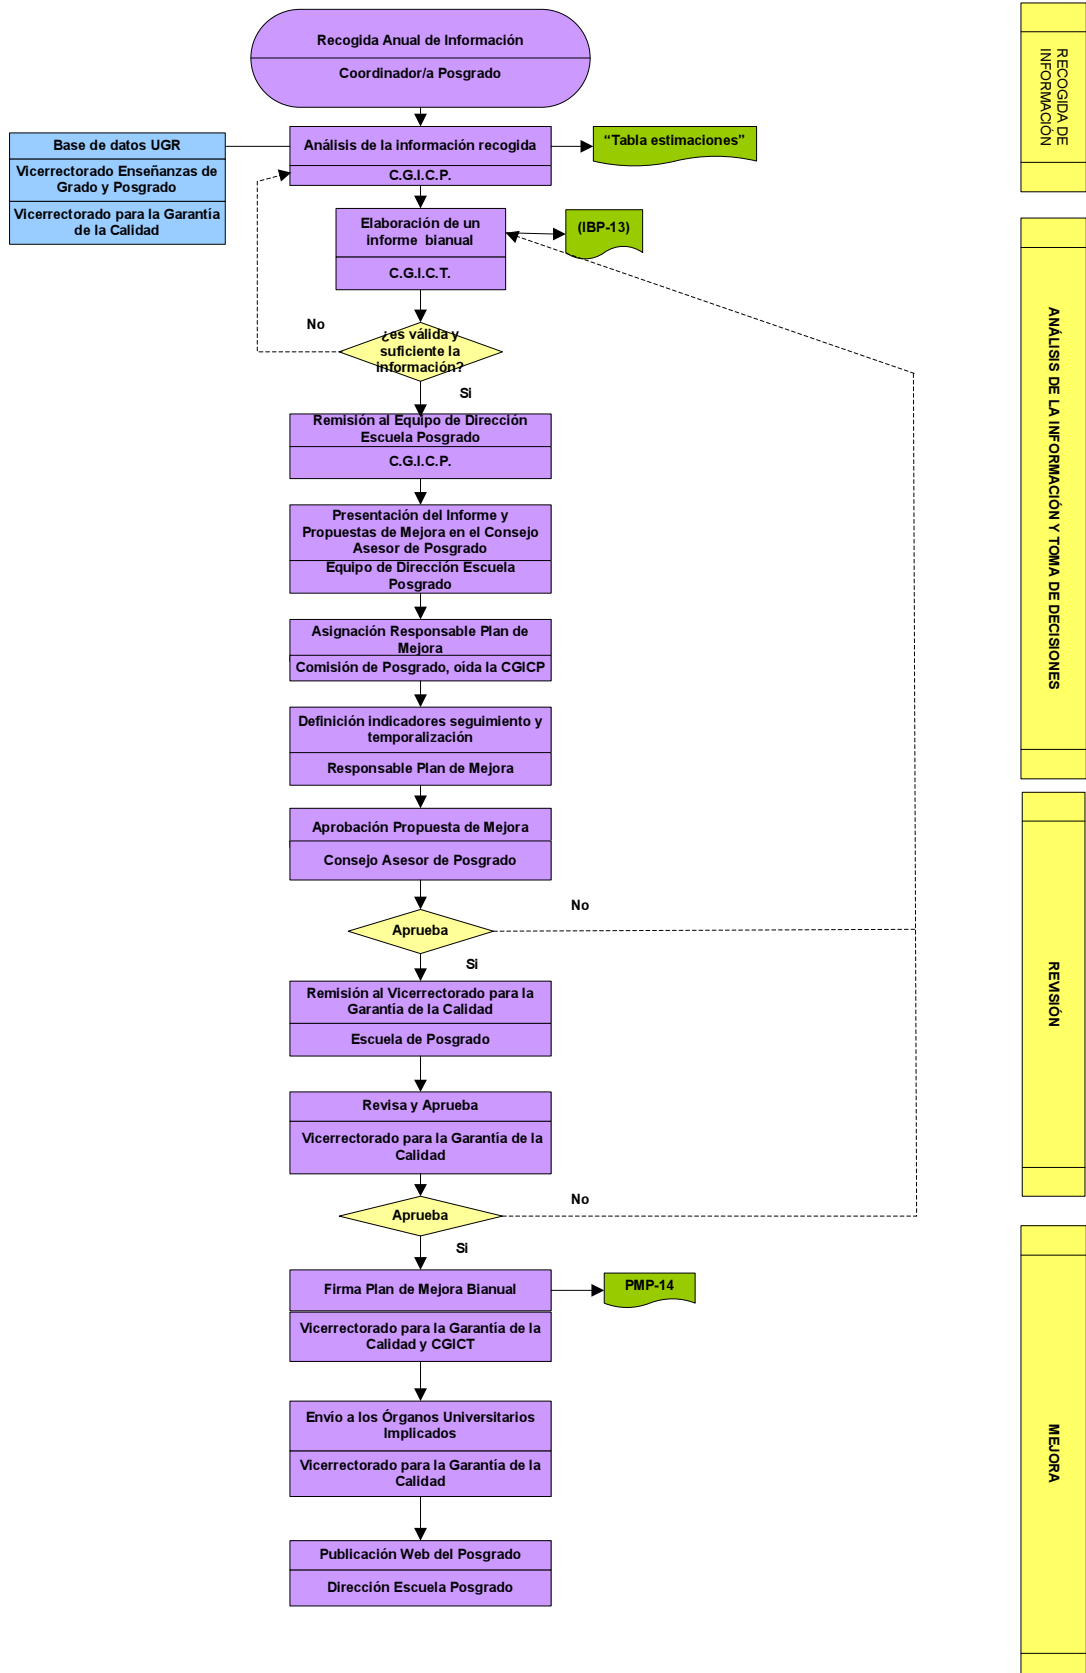 Recogida Anual de Información
Coordinador/a Posgrado
RECOGIDA DE
INFORMACIÓN
Base de datos UGR
Vicerrectorado Enseñanzas de
Grado y Posgrado
Vicerrectorado para la Garantía
de la Calidad
Análisis de la información recogida
C.G.I.C.P.
“Tabla estimaciones”
Elaboración de un
informe bianual
C.G.I.C.T.
(IBP-13)
No
¿es válida y
suficiente la
información?
Si
Remisión al Equipo de Dirección
Escuela Posgrado
C.G.I.C.P.
Presentación del Informe y
Propuestas de Mejora en el Consejo
Asesor de Posgrado
Equipo de Dirección Escuela
Posgrado
Asignación Responsable Plan de
Mejora
Comisión de Posgrado, oída la CGICP
Definición indicadores seguimiento y
temporalización
Responsable Plan de Mejora
ANÁLISIS DE LA INFORMACIÓN Y TOMA DE DECISIONES
Aprobación Propuesta de Mejora
Consejo Asesor de Posgrado
Aprueba
No
Si
Remisión al Vicerrectorado para la
Garantía de la Calidad
Escuela de Posgrado
Revisa y Aprueba
Vicerrectorado para la Garantía de la
Calidad
REVISIÓN
Aprueba
No
Si
Firma Plan de Mejora Bianual
Vicerrectorado para la Garantía de la
Calidad y CGICT
PMP-14
Envío a los Órganos Universitarios
Implicados
Vicerrectorado para la Garantía de la
Calidad
Publicación Web del Posgrado
Dirección Escuela Posgrado
MEJORA